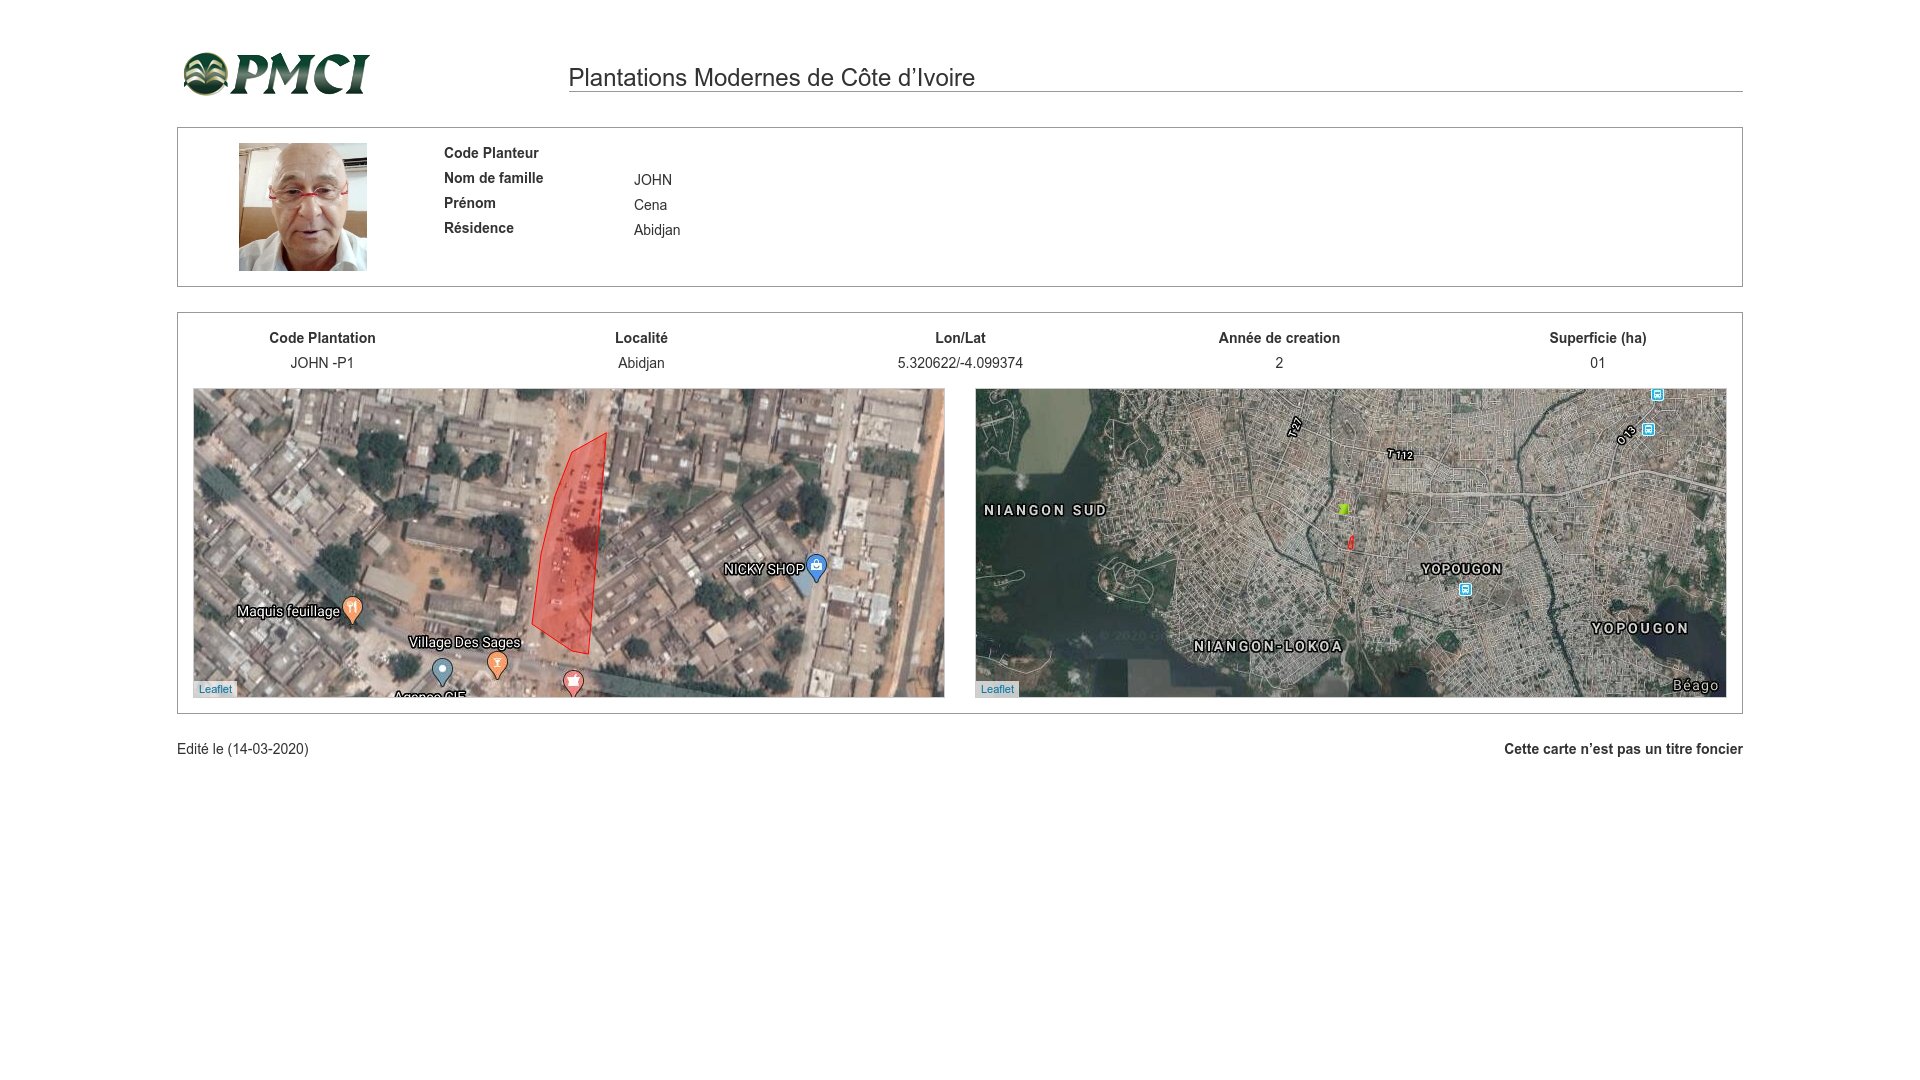 PMCI
Plantations Modernes de Côte d’Ivoire
Code Planteur
Nom de famille JOHN
Prénom Cena
Résidence Abidjan
Code Plantation Localité Lon/Lat Année de creation Superficie (ha)
JOHN -P1 Abidjan 5.320622/-4.099374 2 01
NICKY SHOP
Maquis feuillage
Village Des Sages
Agence CIE
Leaflet
T 27
O 13
T 112
NIANGON SUD
YOPOUGON
YOPOUGON
NIANGON-LOKOA
Béago
Leaflet
Edité le (14-03-2020) Cette carte n’est pas un titre foncier